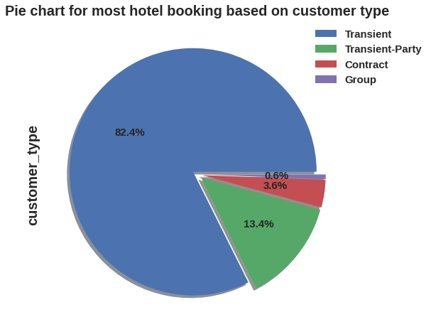 Pie chart for most hotel booking based on customer type
Transient
Transient-Party
Contract
Group
82.4%
0.6%
3.6%
13.4%
customer_type